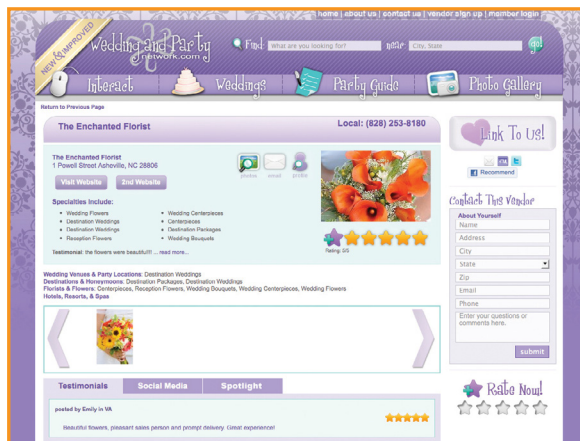 home | about us | contact us | vendor sign up | member login
NEW & IMPROVED
Wedding and Party
network.com
Find: What are you looking for? near City, State go!
Interact Weddings Party Guide Photo Gallery
Return to Previous Page
The Enchanted Florist Local: (828) 253-8180
The Enchanted Florist
1 Powell Street Asheville, NC 28806
photos email profile
Visit Website 2nd Website
Specialties Include:
Wedding Flowers Wedding Centerpieces
Destination Weddings Centerpieces
Destination Weddings Destination Packages
Reception Flowers Wedding Bouquets
Rating: 5/5
Testimonial: the flowers were beautiful!!! ... read more...
Wedding Venues & Party Locations: Destination Weddings
Destinations & Honeymoons: Destination Packages, Destination Weddings
Florists & Flowers: Centerpieces, Reception Flowers, Wedding Bouquets, Wedding Centerpieces, Wedding Flowers
Hotels, Resorts, & Spas
Testimonials Social Media Spotlight
posted by Emily in VA
Beautiful flowers, pleasant sales person and prompt delivery. Great experience!
Link To Us!
Recommend
Contact This Vendor
About Yourself
Name
Address
City
State
Zip
Email
Phone
Enter your questions or
comments here.
submit
Rate Now!